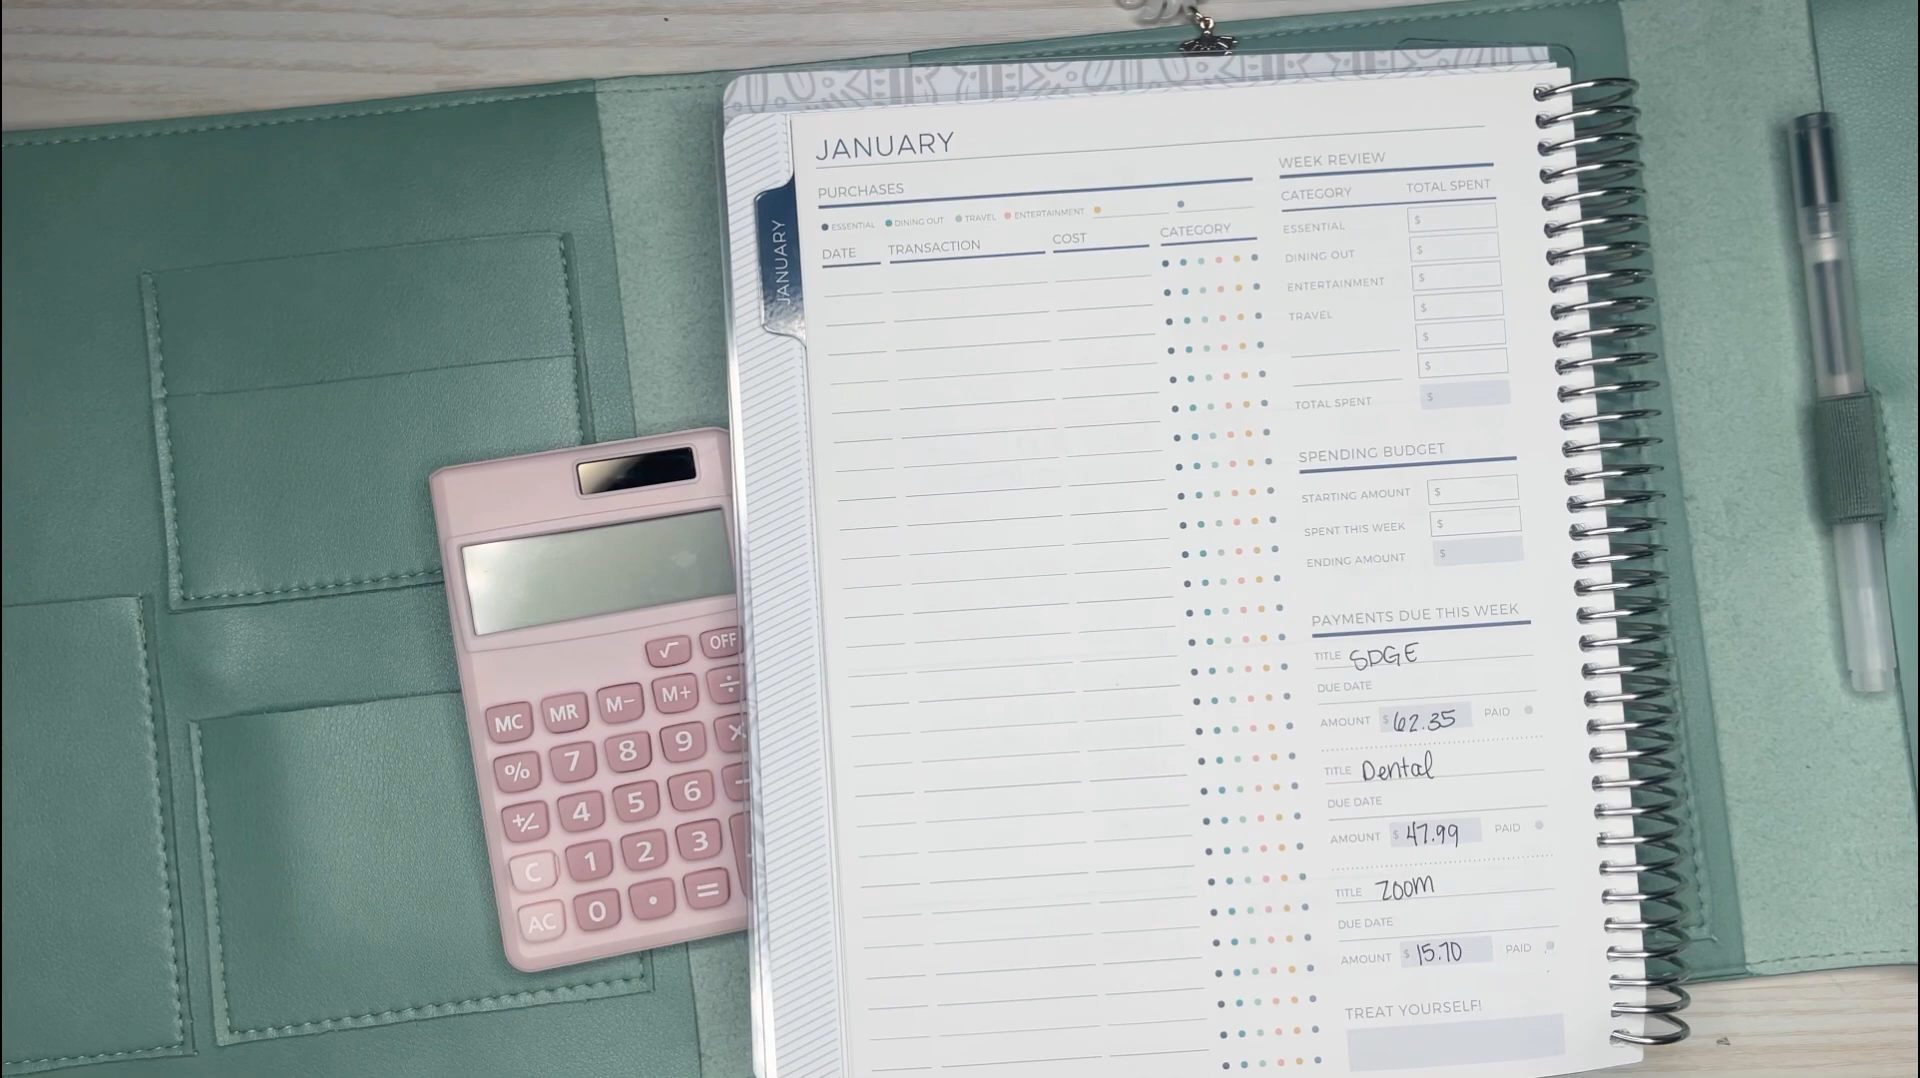 JANUARY
JANUARY
PURCHASES
ESSENTIAL DINING OUT TRAVEL ENTERTAINMENT
DATE TRANSACTION COST CATEGORY
WEEK REVIEW
CATEGORY TOTAL SPENT
ESSENTIAL $
DINING OUT $
ENTERTAINMENT $
TRAVEL $
$
$
TOTAL SPENT $
SPENDING BUDGET
STARTING AMOUNT $
SPENT THIS WEEK $
ENDING AMOUNT $
PAYMENTS DUE THIS WEEK
TITLE SDGE
DUE DATE
AMOUNT $ 62.35 PAID
TITLE Dental
DUE DATE
AMOUNT $ 47.99 PAID
TITLE ZOOM
DUE DATE
AMOUNT $ 15.70 PAID
TREAT YOURSELF!
√ OFF
MC MR M− M+ ÷
% 7 8 9 ×
+/− 4 5 6 −
C 1 2 3
AC 0 . =